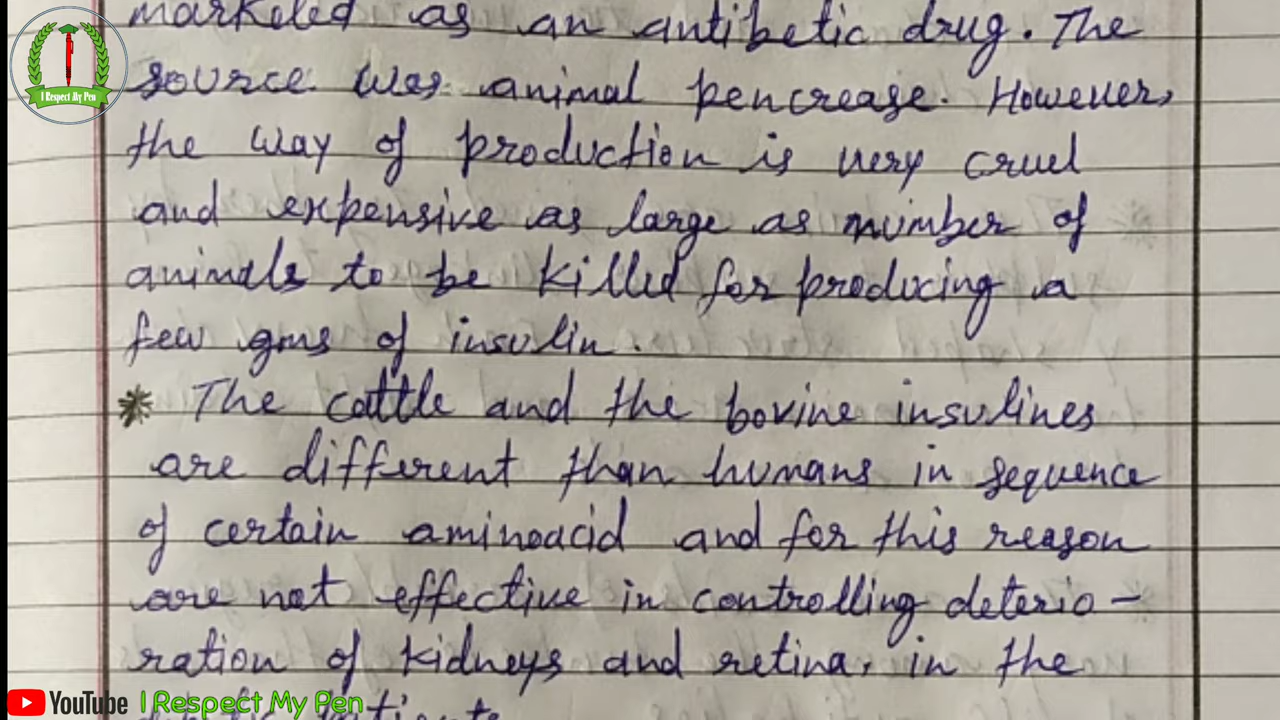 marketed as an antibetic drug. The
source was animal pencrease. However,
the way of production is very cruel
and expensive as large as number of
animals to be killed for producing a
few gms of insulin.
* The cattle and the bovine insulines
are different than humans in sequence
of certain aminoacid and for this reason
are not effective in controlling deterio-
ration of kidneys and retina, in the
I Respect My Pen
YouTube I Respect My Pen